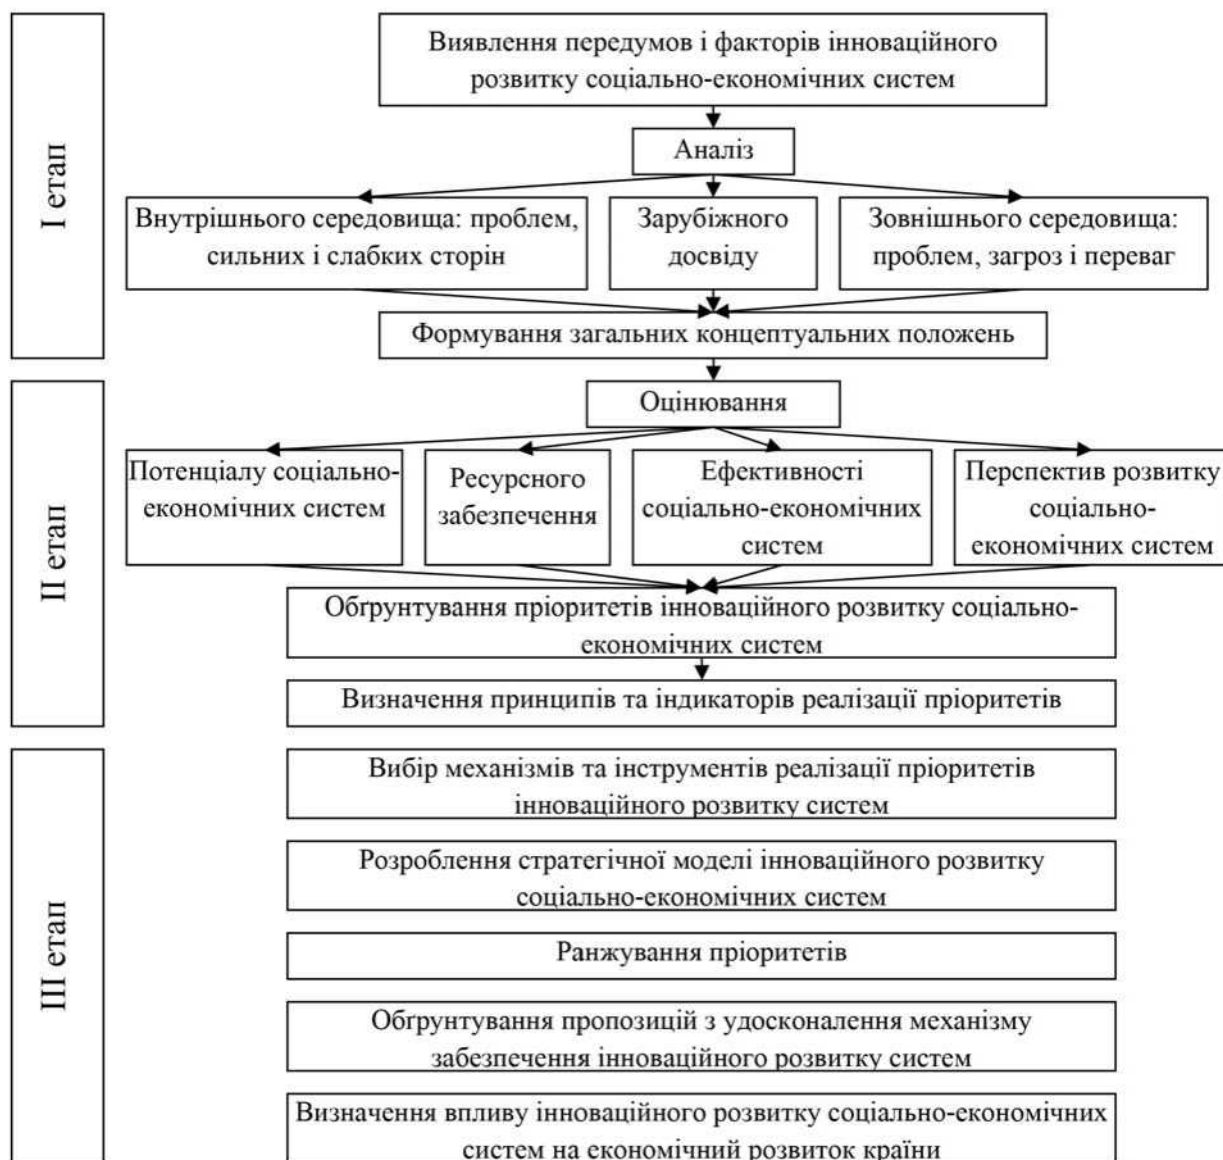 І етап
Виявлення передумов і факторів інноваційного
розвитку соціально-економічних систем
Аналіз
Внутрішнього середовища: проблем,
сильних і слабких сторін
Зарубіжного
досвіду
Зовнішнього середовища:
проблем, загроз і переваг
Формування загальних концептуальних положень
ІІ етап
Оцінювання
Потенціалу соціально-
економічних систем
Ресурсного
забезпечення
Ефективності
соціально-економічних
систем
Перспектив розвитку
соціально-
економічних систем
Обґрунтування пріоритетів інноваційного розвитку соціально-
економічних систем
Визначення принципів та індикаторів реалізації пріоритетів
ІІІ етап
Вибір механізмів та інструментів реалізації пріоритетів
інноваційного розвитку систем
Розроблення стратегічної моделі інноваційного розвитку
соціально-економічних систем
Ранжування пріоритетів
Обґрунтування пропозицій з удосконалення механізму
забезпечення інноваційного розвитку систем
Визначення впливу інноваційного розвитку соціально-економічних
систем на економічний розвиток країни